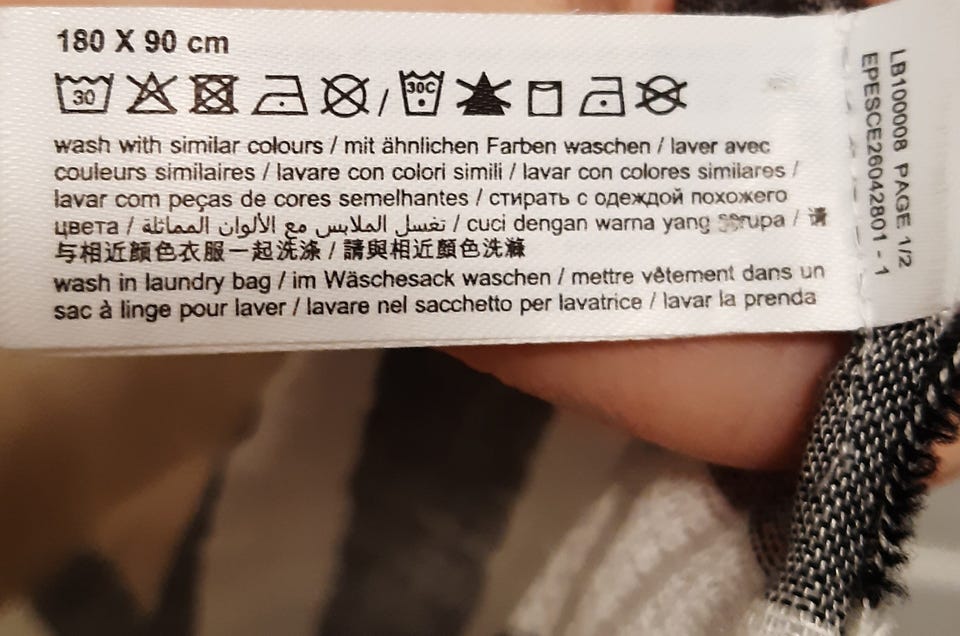 180 X 90 cm
30 / 30C
wash with similar colours / mit ähnlichen Farben waschen / laver avec
couleurs similaires / lavare con colori simili / lavar con colores similares /
lavar com peças de cores semelhantes / стирать с одеждой похожего
цвета / تغسل الملابس مع الألوان المماثلة / cuci dengan warna yang serupa / 请
与相近颜色衣服一起洗涤 / 請與相近顏色洗滌
wash in laundry bag / im Wäschesack waschen / mettre vêtement dans un
sac à linge pour laver / lavare nel sacchetto per lavatrice / lavar la prenda
LB100008 PAGE 1/2
EPESCE26042801 - 1